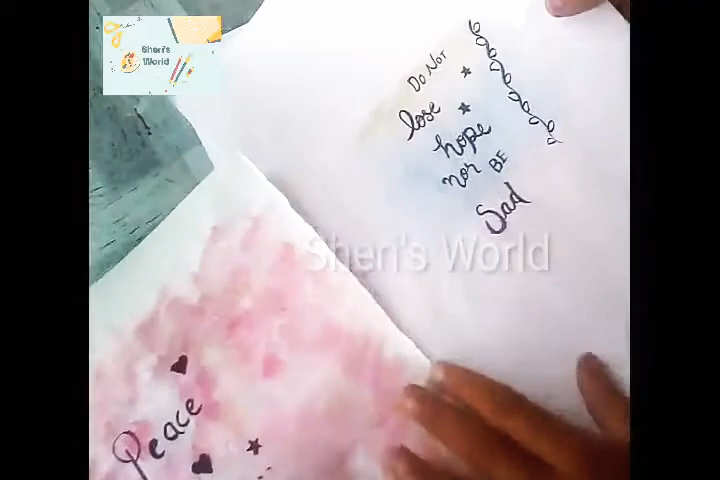 Sheri's
World
Do Not
lose
hope
nor BE
Sad
Sheri's World
Peace